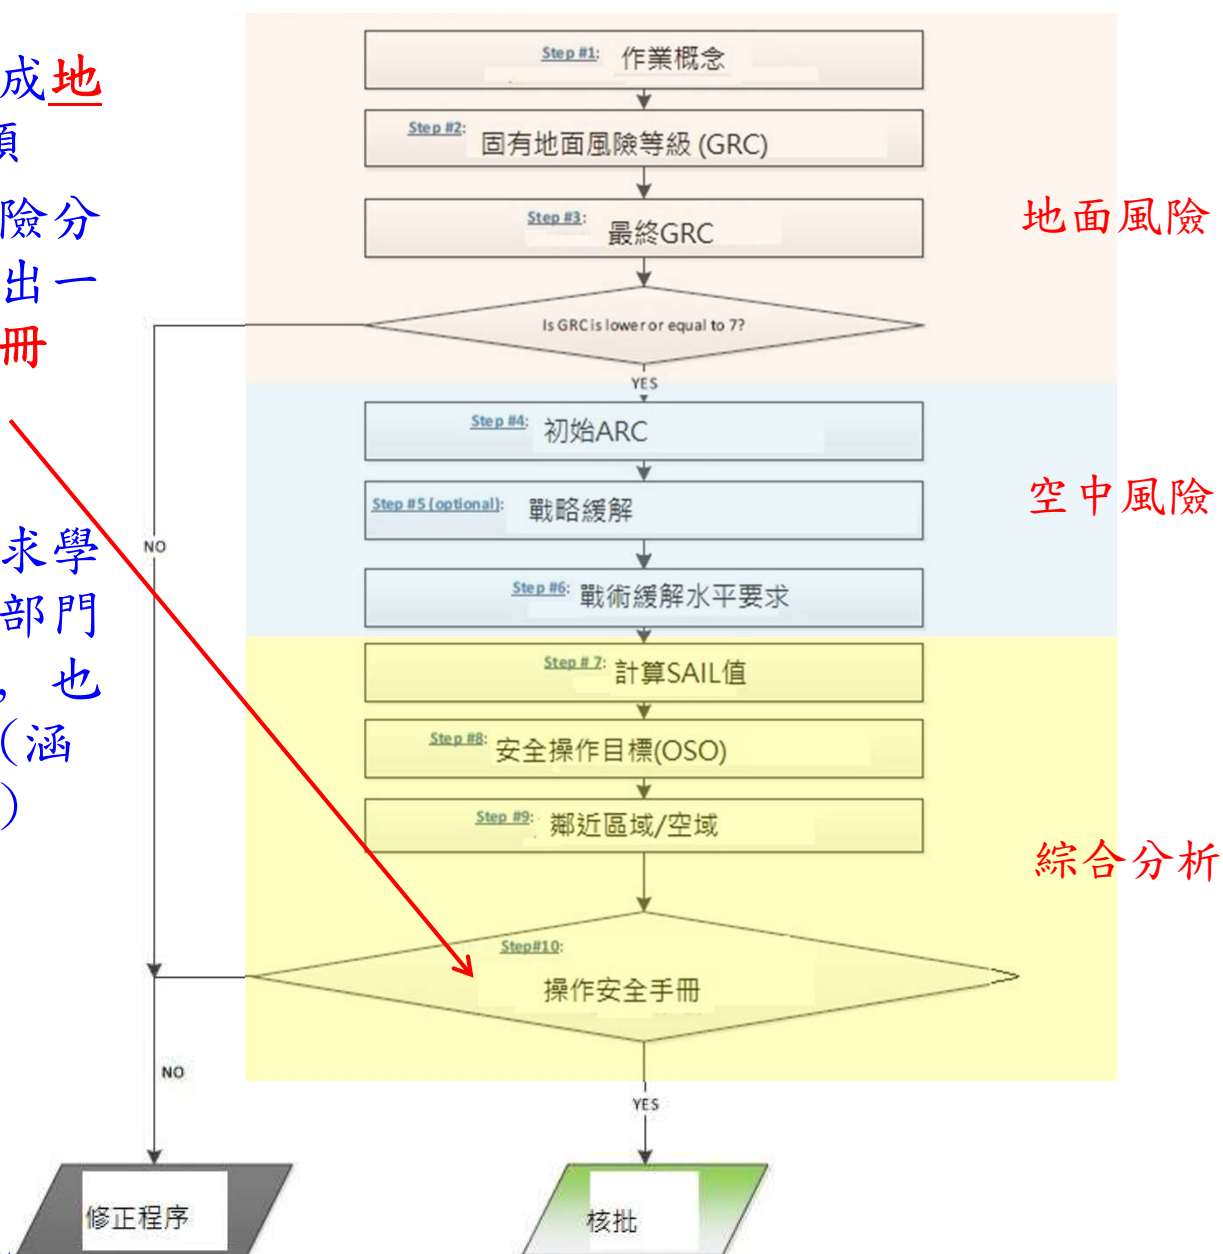 成地
類
險分
出一
冊
求學
部門
，也
（涵
）
Step #1: 作業概念
Step #2: 固有地面風險等級 (GRC)
Step #3: 最終GRC
Is GRC is lower or equal to 7?
YES
地面風險
Step #4: 初始ARC
Step #5 (optional): 戰略緩解
NO
Step #6: 戰術緩解水平要求
空中風險
Step # 7: 計算SAIL值
Step #8: 安全操作目標(OSO)
Step #9: 鄰近區域/空域
綜合分析
Step#10:
操作安全手冊
NO
YES
修正程序
核批